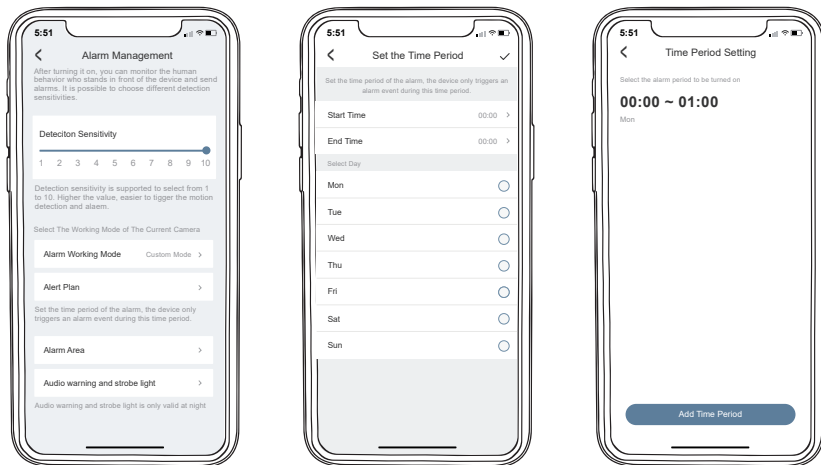 5:51
Alarm Management
After turning it on, you can monitor the human
behavior who stands in front of the device and send
alarms. It is possible to choose different detection
sensitivities.
Deteciton Sensitivity
1 2 3 4 5 6 7 8 9 10
Detection sensitivity is supported to select from 1
to 10. Higher the value, easier to tigger the motion
detection and alaem.
Select The Working Mode of The Current Camera
Alarm Working Mode Custom Mode >
Alert Plan >
Set the time period of the alarm, the device only
triggers an alarm event during this time period.
Alarm Area >
Audio warning and strobe light >
Audio warning and strobe light is only valid at night
5:51
Set the Time Period
Set the time period of the alarm, the device only triggers an
alarm event during this time period.
Start Time 00:00 >
End Time 00:00 >
Select Day
Mon
Tue
Wed
Thu
Fri
Sat
Sun
5:51
Time Period Setting
Select the alarm period to be turned on
00:00 ~ 01:00
Mon
Add Time Period